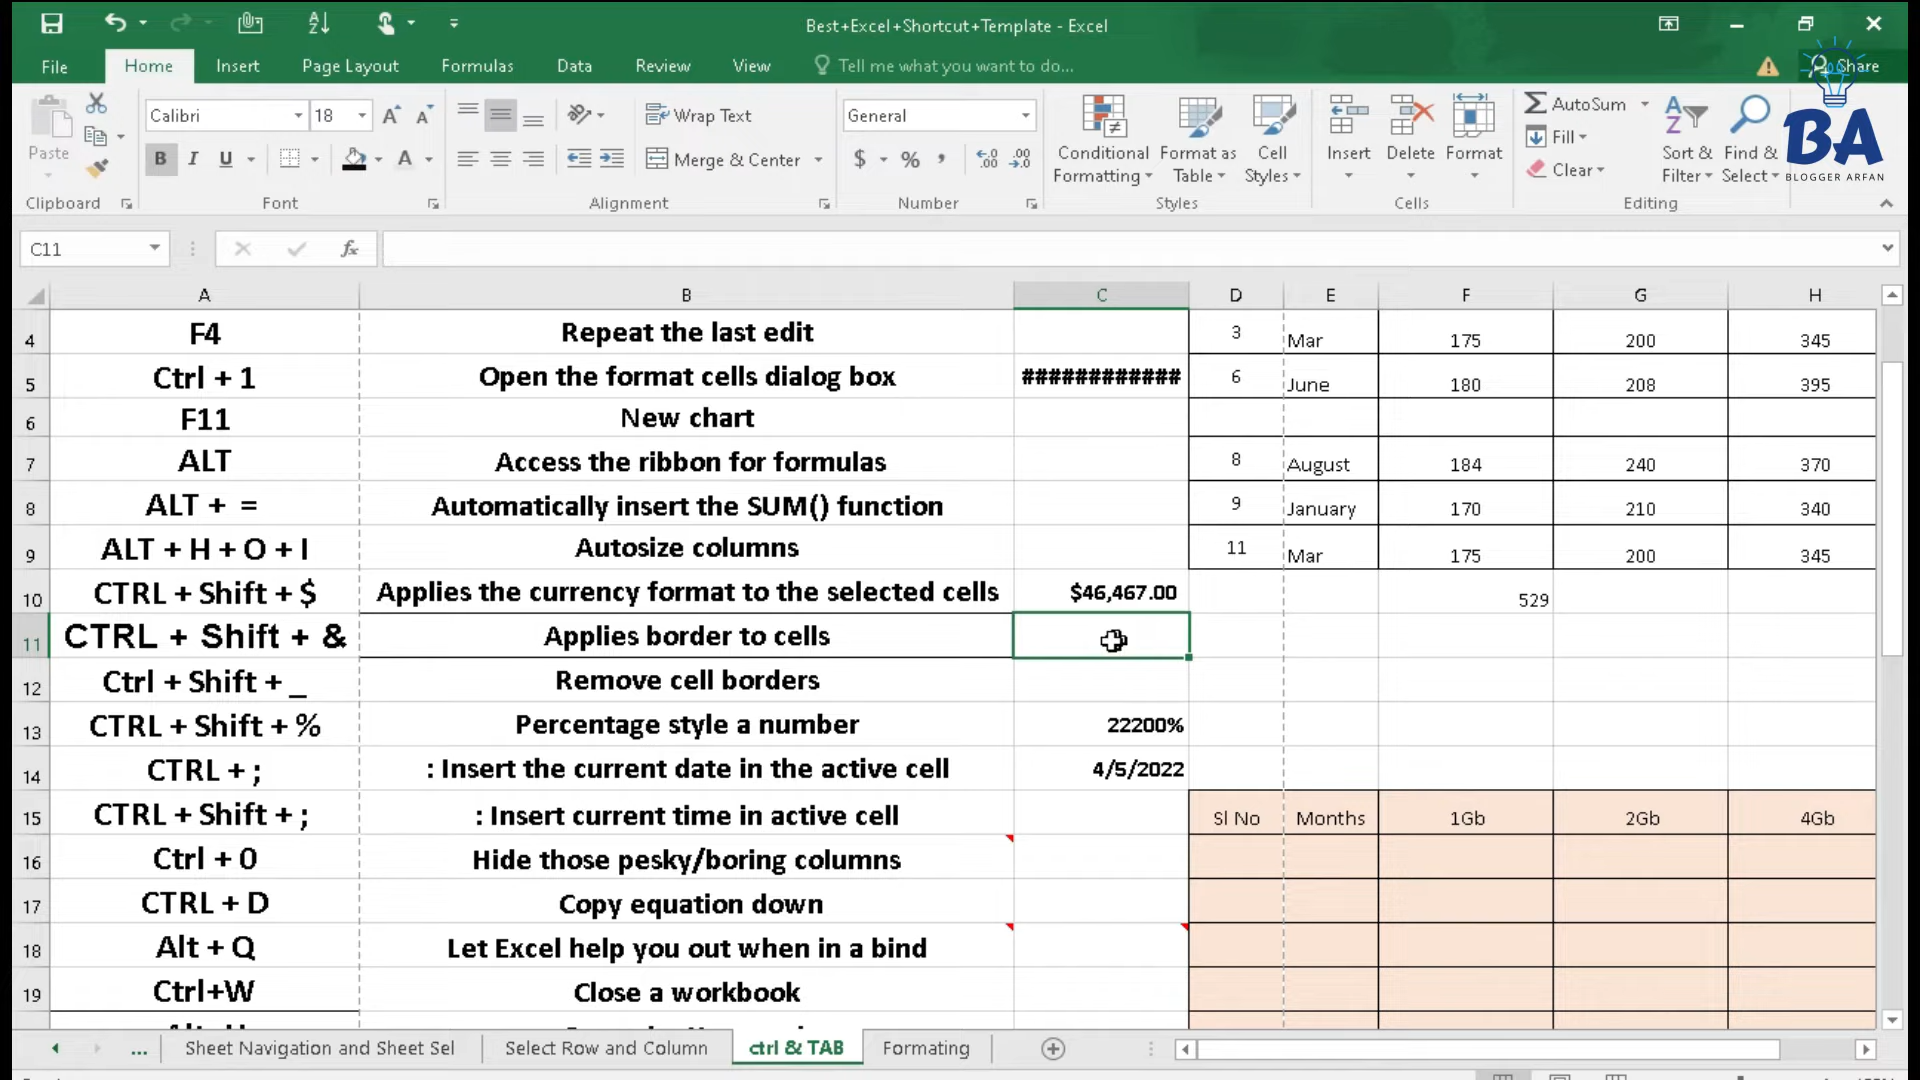 Best+Excel+Shortcut+Template - Excel
File Home Insert Page Layout Formulas Data Review View Tell me what you want to do... Share
Calibri 18 Wrap Text General AutoSum
Paste B I U A Merge & Center $ % , Conditional Formatting Format as Table Cell Styles Insert Delete Format Fill Clear Sort & Filter Find & Select
BA
BLOGGER ARFAN
Clipboard Font Alignment Number Styles Cells Editing
C11 fx
A B C D E F G H
4 F4 Repeat the last edit 3 Mar 175 200 345
5 Ctrl + 1 Open the format cells dialog box ############ 6 June 180 208 395
6 F11 New chart
7 ALT Access the ribbon for formulas 8 August 184 240 370
8 ALT + = Automatically insert the SUM() function 9 January 170 210 340
9 ALT + H + O + I Autosize columns 11 Mar 175 200 345
10 CTRL + Shift + $ Applies the currency format to the selected cells $46,467.00 529
11 CTRL + Shift + & Applies border to cells
12 Ctrl + Shift + _ Remove cell borders
13 CTRL + Shift + % Percentage style a number 22200%
14 CTRL + ; : Insert the current date in the active cell 4/5/2022
15 CTRL + Shift + ; : Insert current time in active cell Sl No Months 1Gb 2Gb 4Gb
16 Ctrl + 0 Hide those pesky/boring columns
17 CTRL + D Copy equation down
18 Alt + Q Let Excel help you out when in a bind
19 Ctrl+W Close a workbook
... Sheet Navigation and Sheet Sel Select Row and Column ctrl & TAB Formating